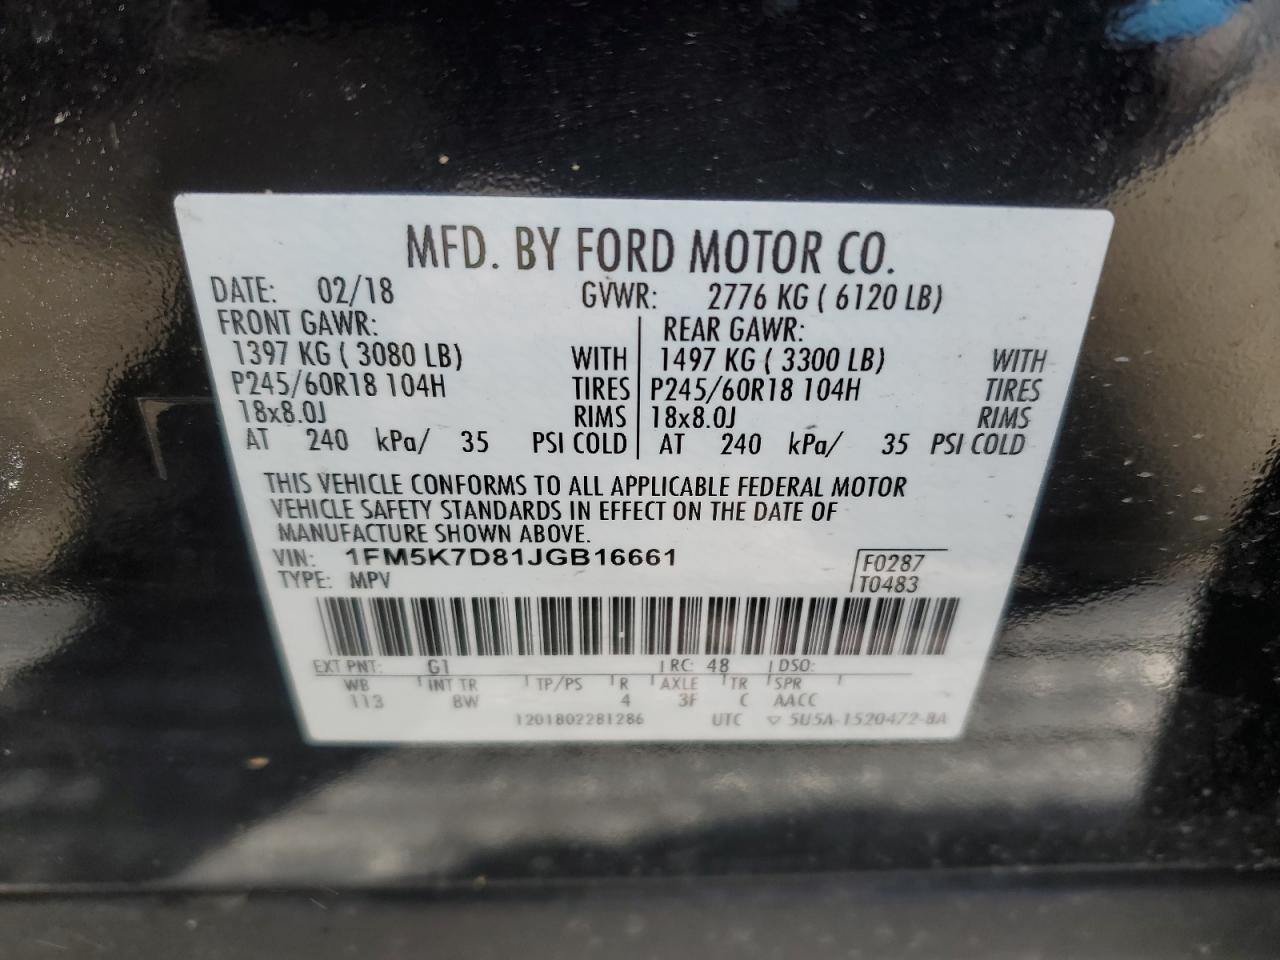 MFD. BY FORD MOTOR CO.
DATE: 02/18 GVWR: 2776 KG ( 6120 LB)
FRONT GAWR: REAR GAWR:
1397 KG ( 3080 LB) WITH 1497 KG ( 3300 LB) WITH
P245/60R18 104H TIRES P245/60R18 104H TIRES
18x8.0J RIMS 18x8.0J RIMS
AT 240 kPa/ 35 PSI COLD AT 240 kPa/ 35 PSI COLD
THIS VEHICLE CONFORMS TO ALL APPLICABLE FEDERAL MOTOR
VEHICLE SAFETY STANDARDS IN EFFECT ON THE DATE OF
MANUFACTURE SHOWN ABOVE.
VIN: 1FM5K7D81JGB16661 F0287
TYPE: MPV T0483
EXT PNT: G1 RC: 48 DSO:
WB INT TR TP/PS R AXLE TR SPR
113 BW 4 3F C AACC
1201802281286 UTC ▽ 5U5A-1520472-BA